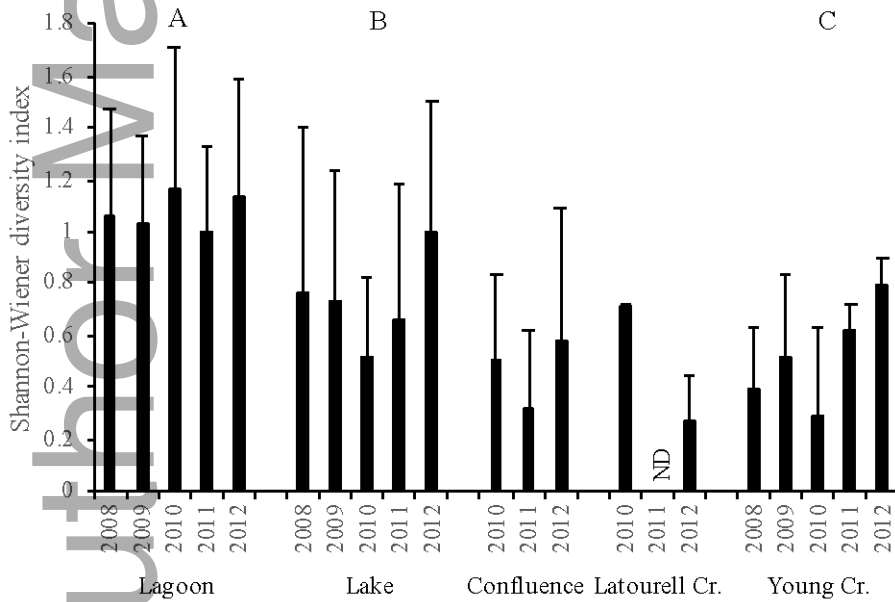 A B C
Shannon-Wiener diversity index
1.8
1.6
1.4
1.2
1
0.8
0.6
0.4
0.2
0
ND
2008 2009 2010 2011 2012 2008 2009 2010 2011 2012 2010 2011 2012 2010 2011 2012 2008 2009 2010 2011 2012
Lagoon Lake Confluence Latourell Cr. Young Cr.
uthor Ma